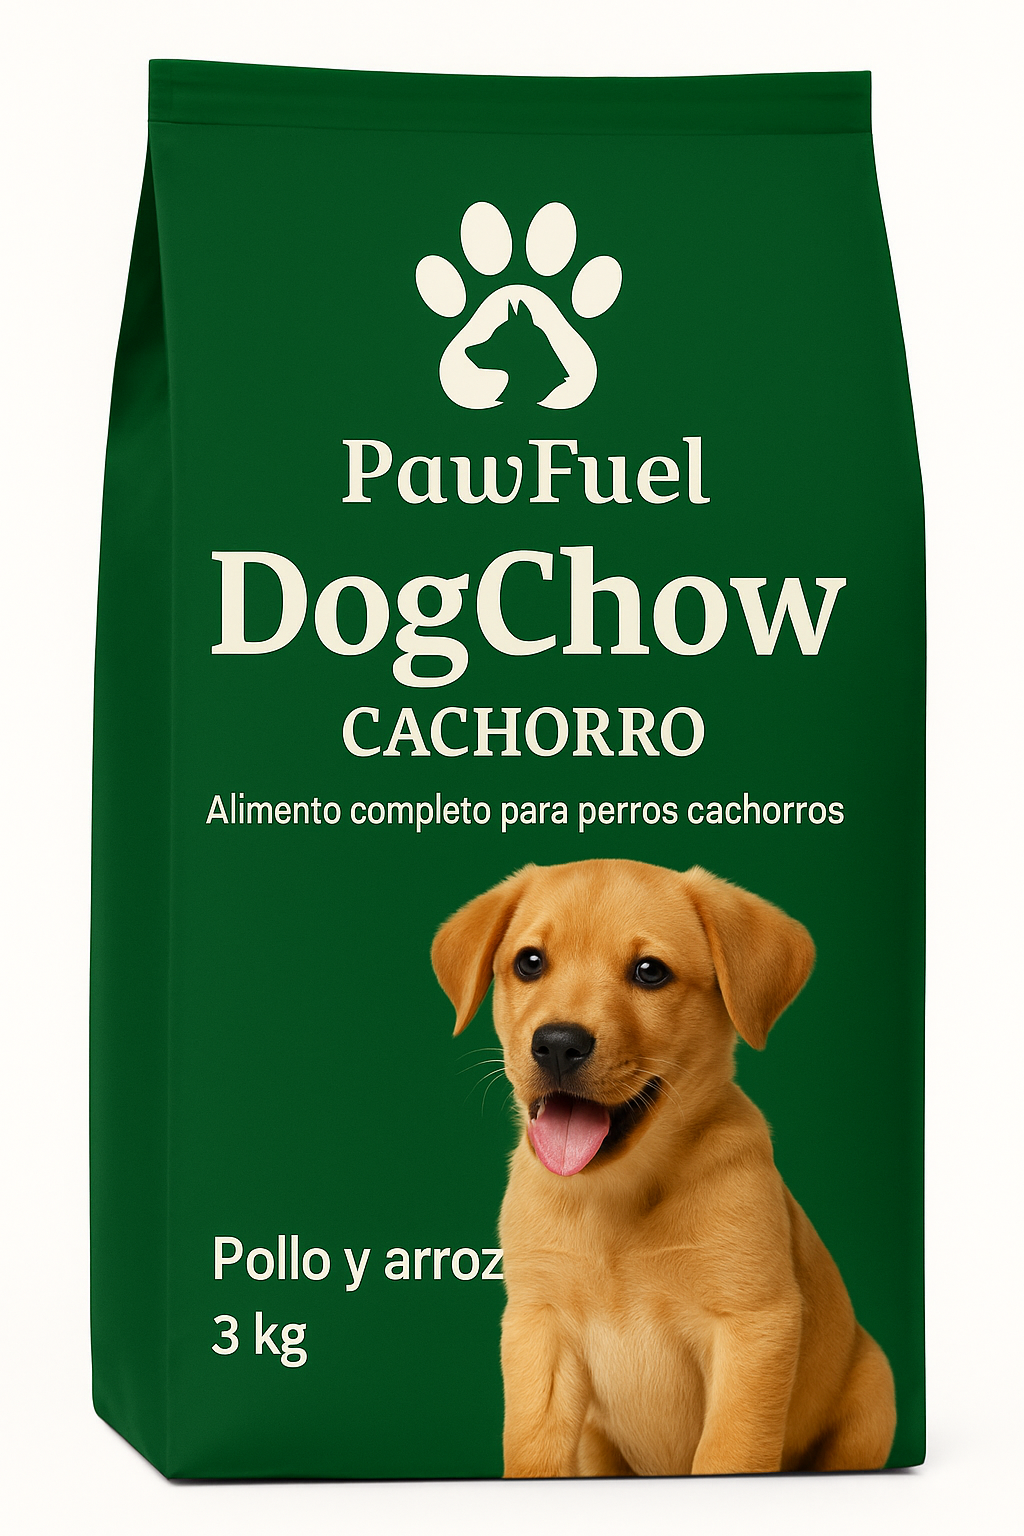 PawFuel
DogChow
CACHORRO
Alimento completo para perros cachorros
Pollo y arroz
3 kg